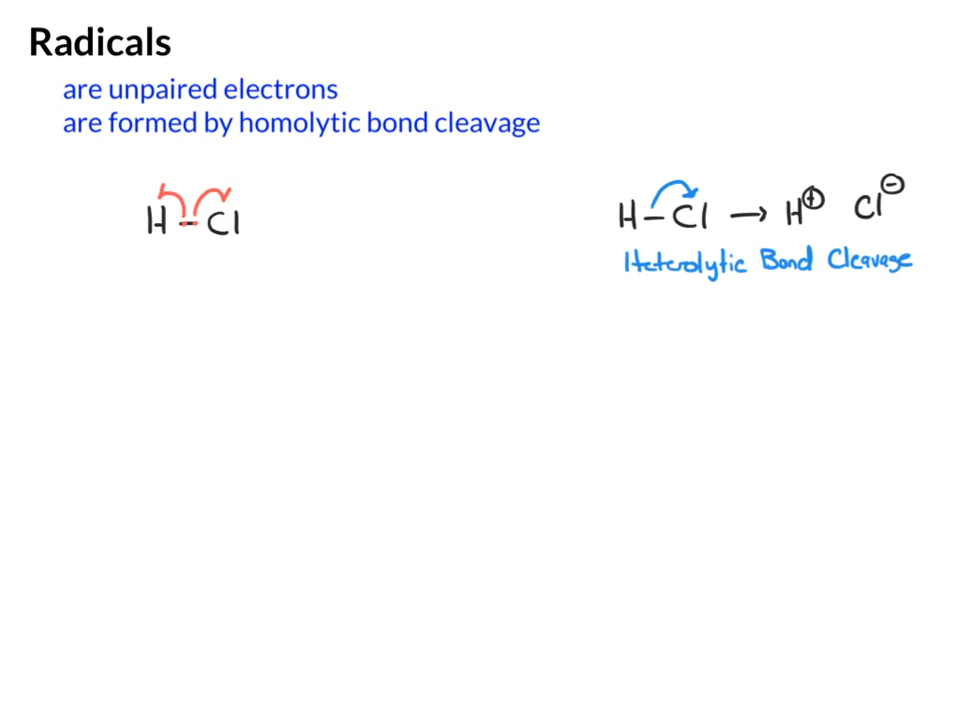 Radicals
are unpaired electrons
are formed by homolytic bond cleavage
H-Cl
H-Cl → H⊕ Cl⊖
Heterolytic Bond Cleavage